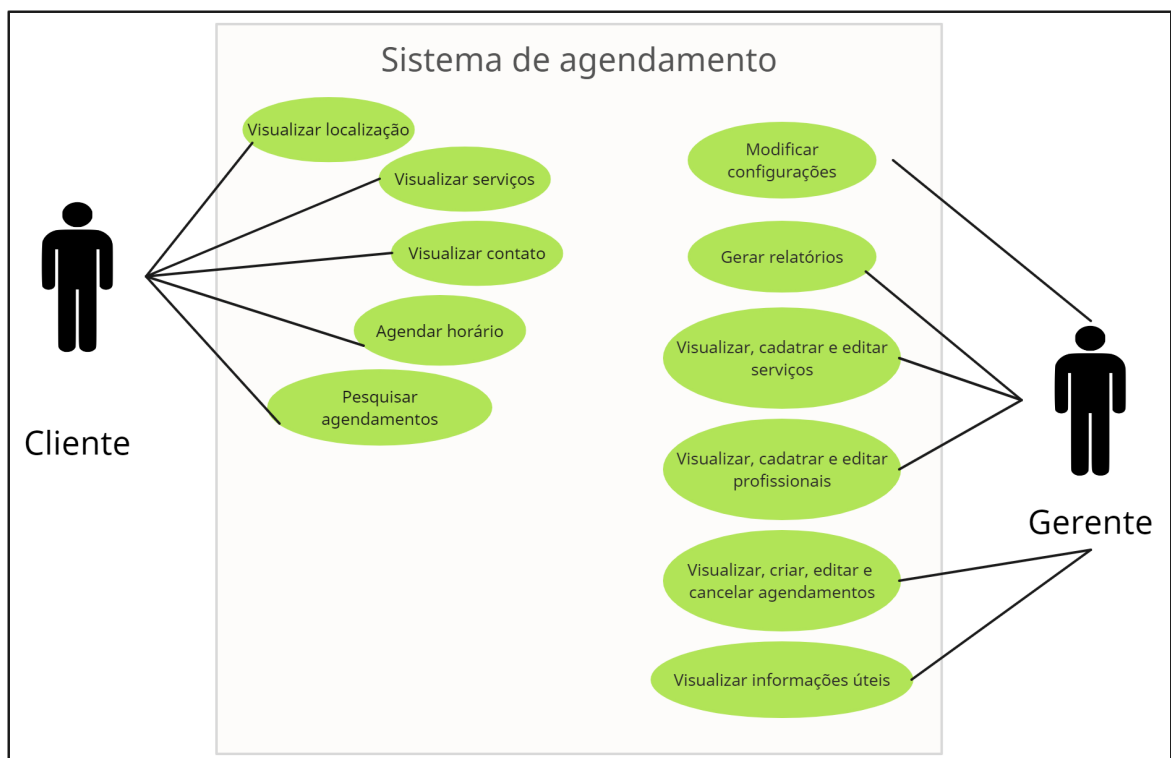 Sistema de agendamento
Visualizar localização
Visualizar serviços
Visualizar contato
Agendar horário
Pesquisar
agendamentos
Cliente
Modificar
configurações
Gerar relatórios
Visualizar, cadatrar e editar
serviços
Visualizar, cadatrar e editar
profissionais
Visualizar, criar, editar e
cancelar agendamentos
Visualizar informações úteis
Gerente